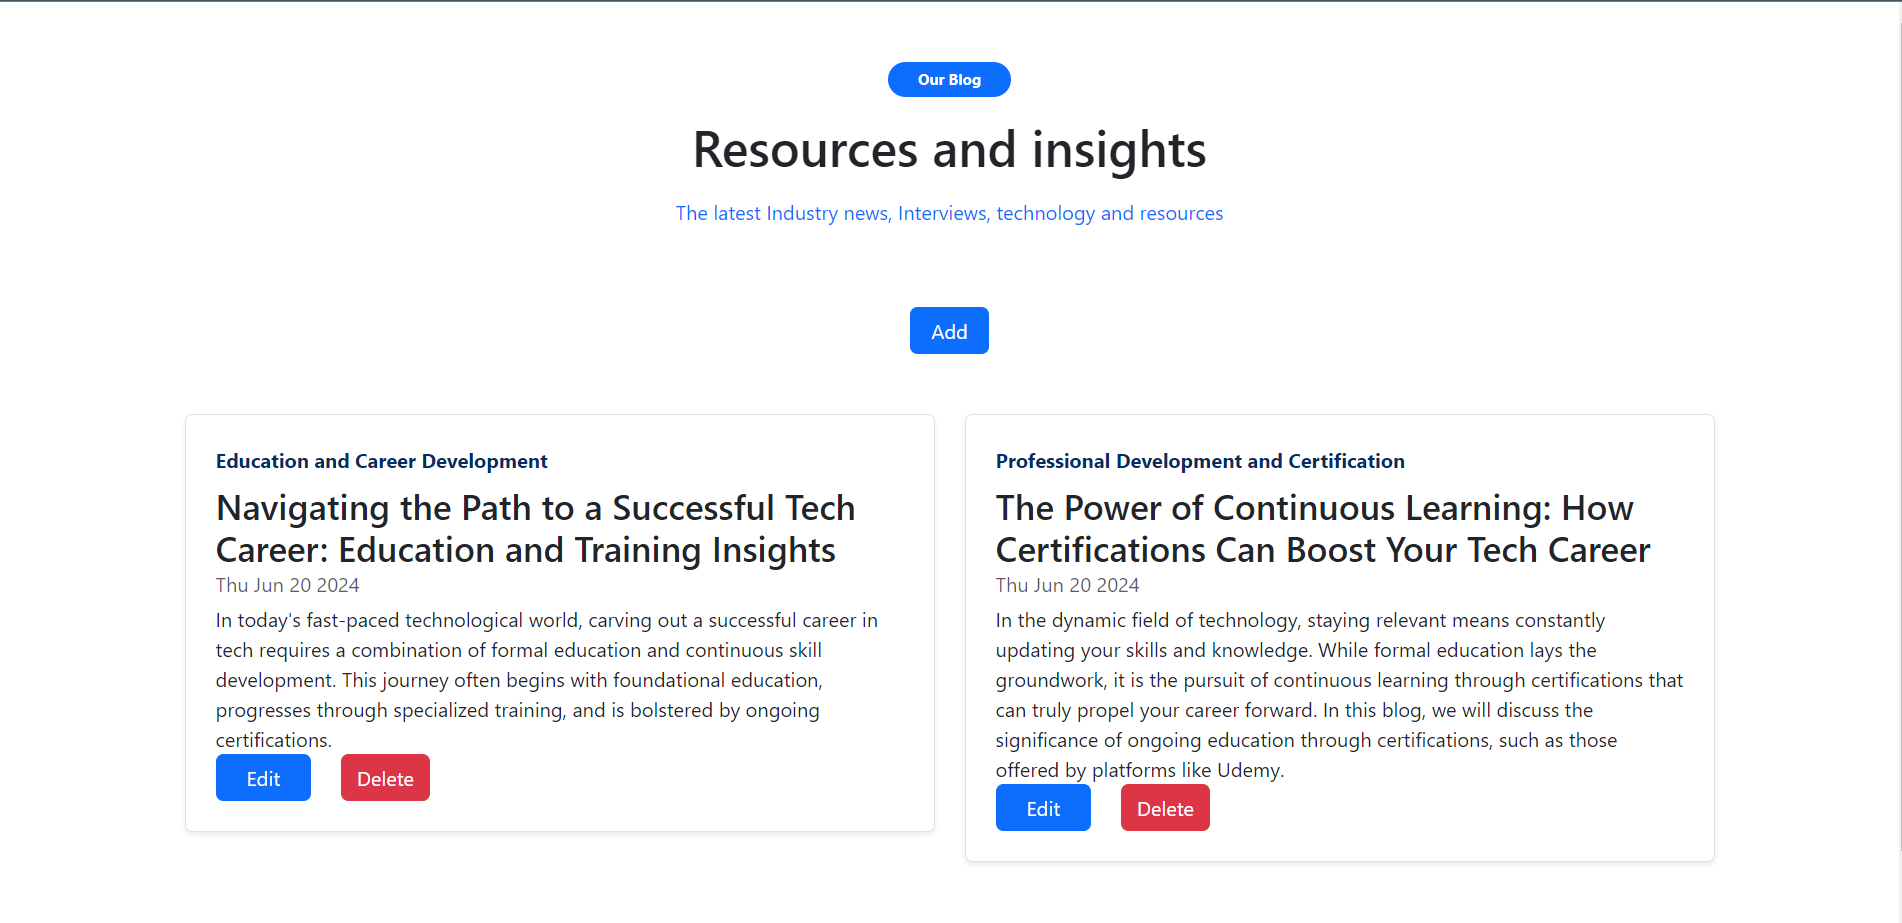 Our Blog
Resources and insights
The latest Industry news, Interviews, technology and resources
Add
Education and Career Development
Navigating the Path to a Successful Tech
Career: Education and Training Insights
Thu Jun 20 2024
In today's fast-paced technological world, carving out a successful career in
tech requires a combination of formal education and continuous skill
development. This journey often begins with foundational education,
progresses through specialized training, and is bolstered by ongoing
certifications.
Edit
Delete
Professional Development and Certification
The Power of Continuous Learning: How
Certifications Can Boost Your Tech Career
Thu Jun 20 2024
In the dynamic field of technology, staying relevant means constantly
updating your skills and knowledge. While formal education lays the
groundwork, it is the pursuit of continuous learning through certifications that
can truly propel your career forward. In this blog, we will discuss the
significance of ongoing education through certifications, such as those
offered by platforms like Udemy.
Edit
Delete